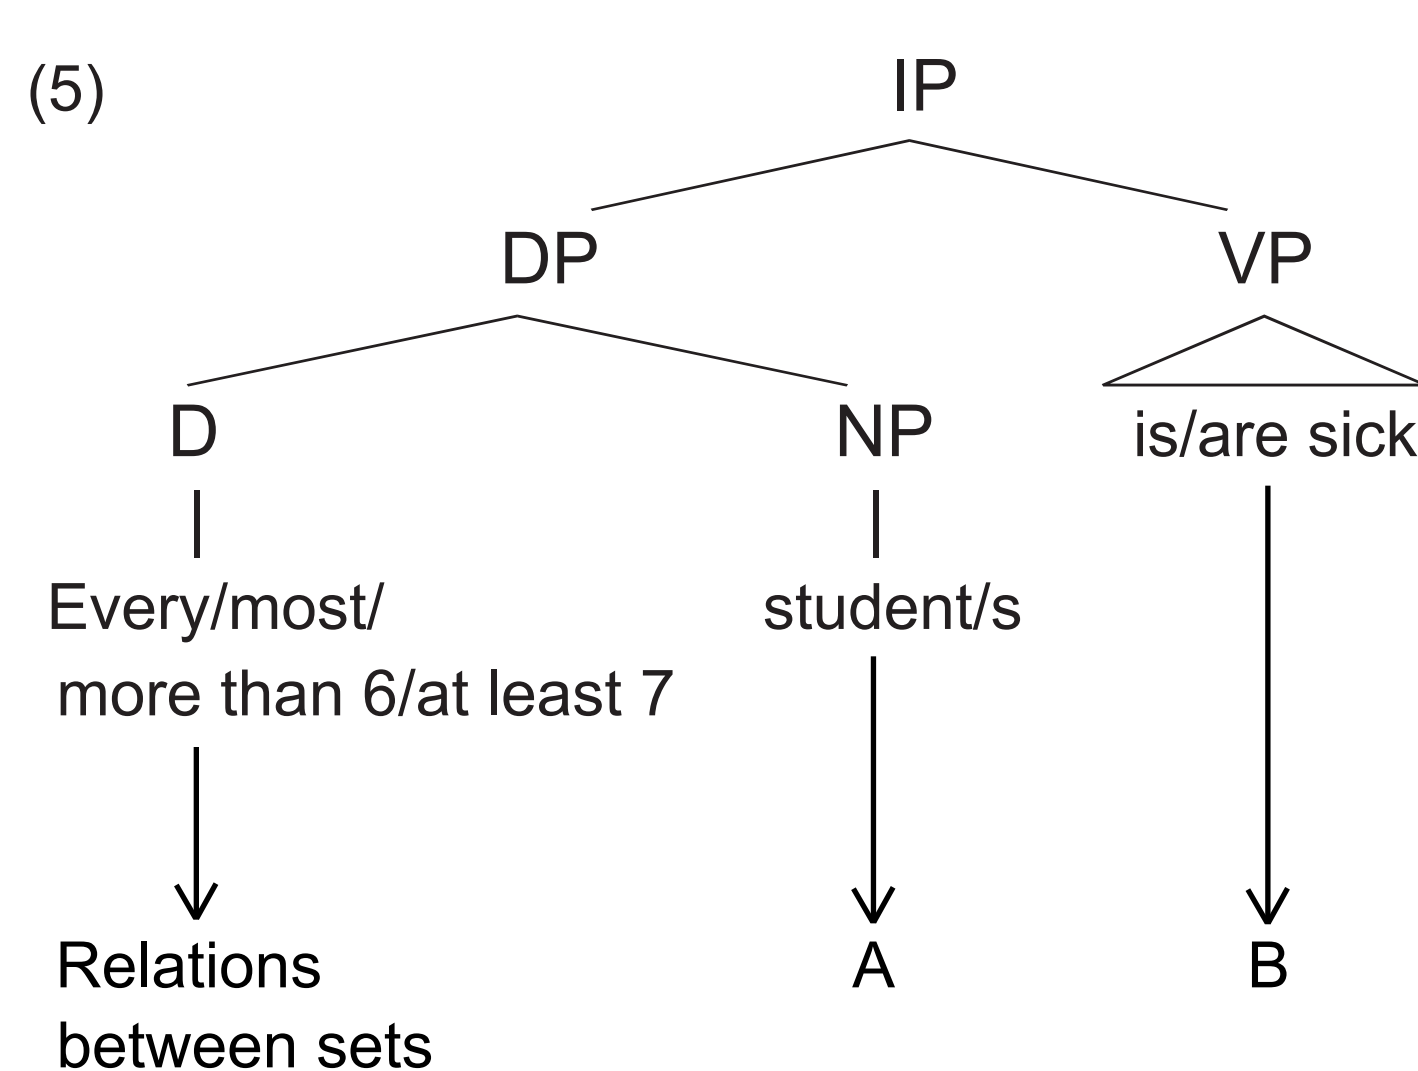 (5) IP
DP VP
D NP is/are sick
Every/most/ student/s
more than 6/at least 7
Relations A B
between sets